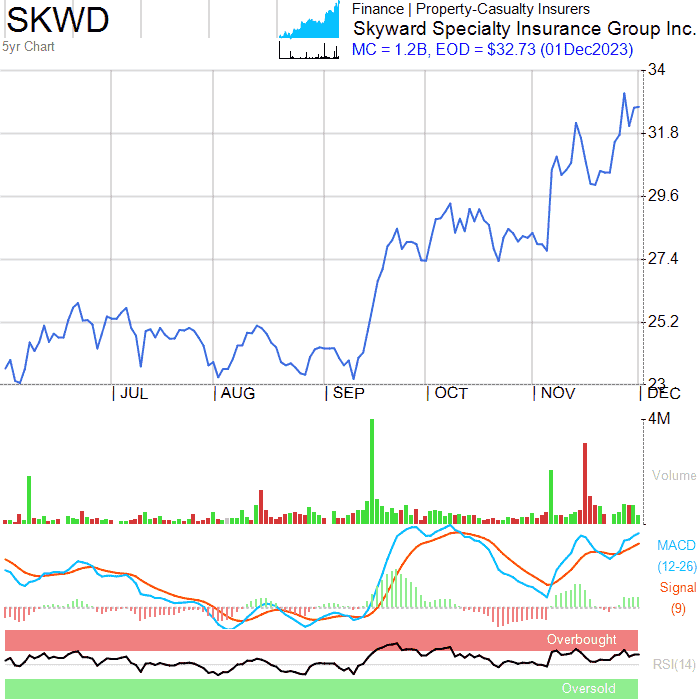 SKWD
5yr Chart
Finance | Property-Casualty Insurers
Skyward Specialty Insurance Group Inc.
MC = 1.2B, EOD = $32.73 (01Dec2023)
34
31.8
29.6
27.4
25.2
23
| JUL | AUG | SEP | OCT | NOV | DEC
4M
Volume
MACD
(12-26)
Signal
(9)
Overbought
RSI(14)
Oversold